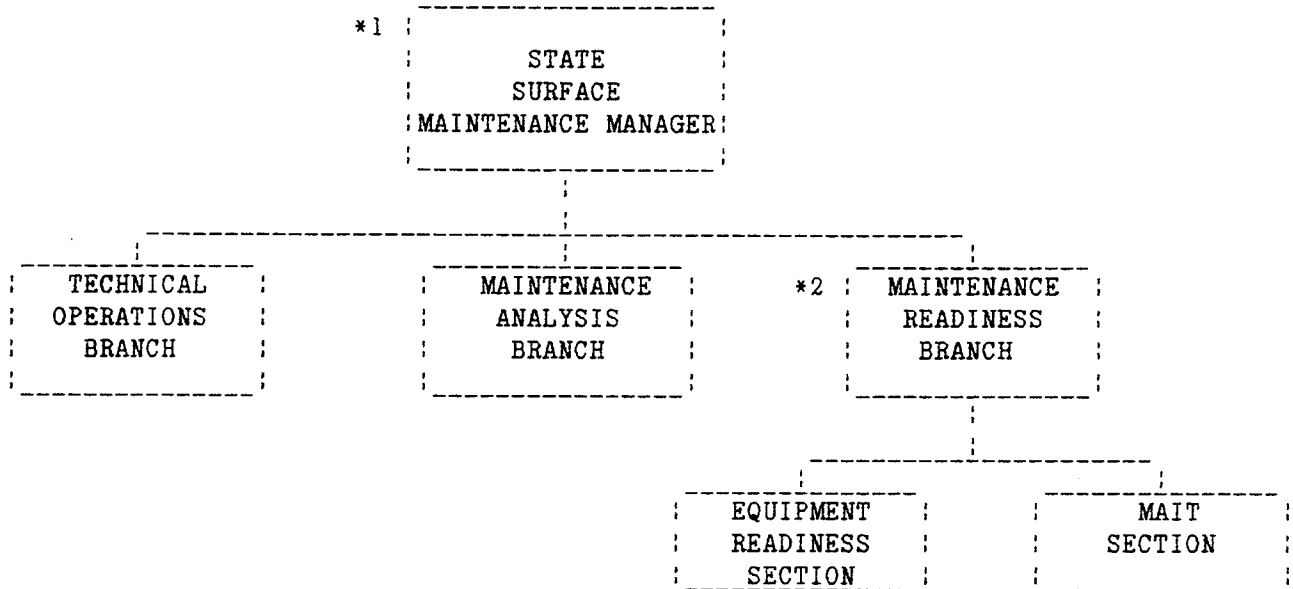 *1
STATE
SURFACE
MAINTENANCE MANAGER
TECHNICAL
OPERATIONS
BRANCH
MAINTENANCE
ANALYSIS
BRANCH
*2
MAINTENANCE
READINESS
BRANCH
EQUIPMENT
READINESS
SECTION
MAIT
SECTION